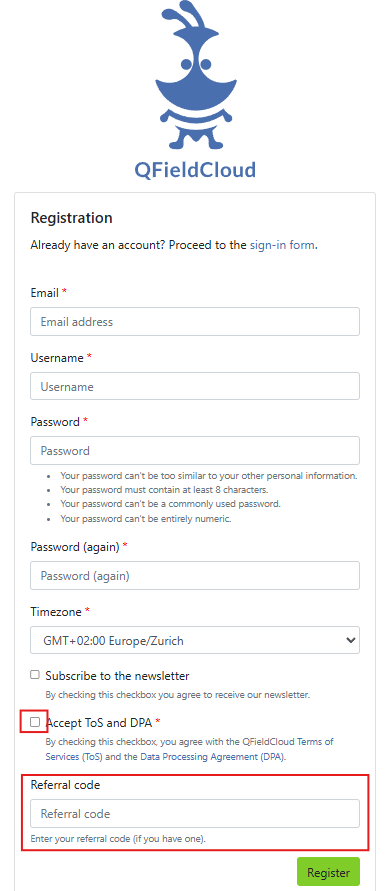 QFieldCloud
Registration
Already have an account? Proceed to the sign-in form.
Email *
Email address
Username *
Username
Password *
Password
• Your password can't be too similar to your other personal information.
• Your password must contain at least 8 characters.
• Your password can't be a commonly used password.
• Your password can't be entirely numeric.
Password (again) *
Password (again)
Timezone *
GMT+02:00 Europe/Zurich
Subscribe to the newsletter
By checking this checkbox you agree to receive our newsletter.
Accept ToS and DPA *
By checking this checkbox, you agree with the QFieldCloud Terms of
Services (ToS) and the Data Processing Agreement (DPA).
Referral code
Referral code
Enter your referral code (if you have one).
Register